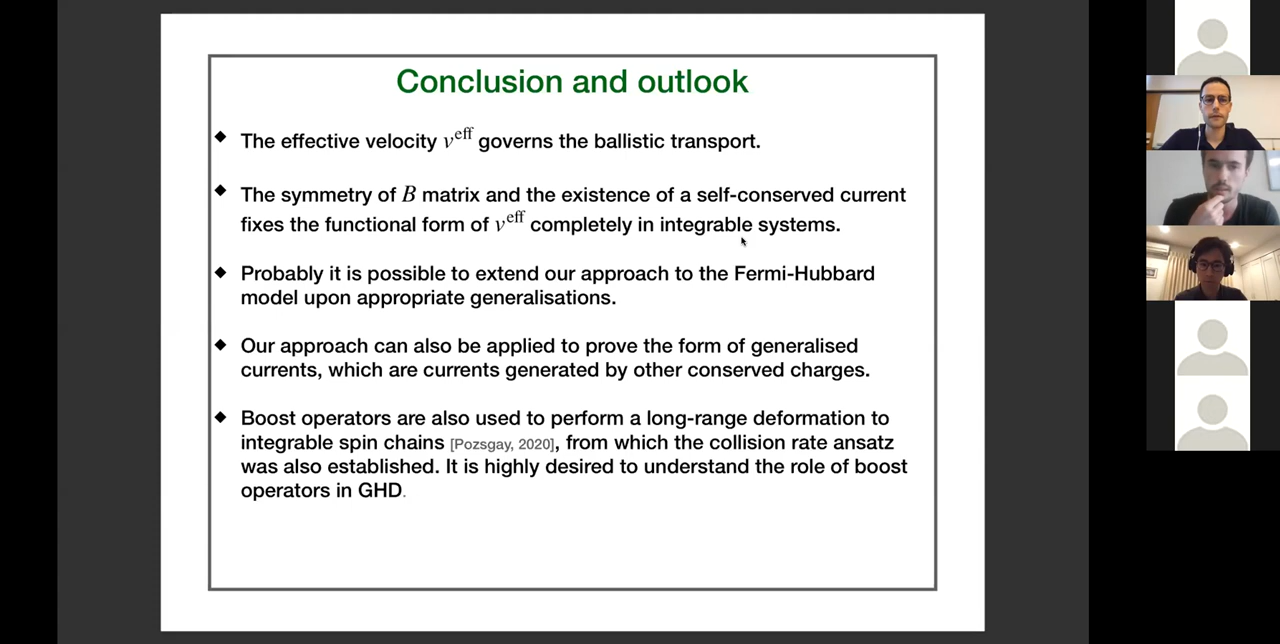 Conclusion and outlook
◆ The effective velocity v^eff governs the ballistic transport.
◆ The symmetry of B matrix and the existence of a self-conserved current
fixes the functional form of v^eff completely in integrable systems.
◆ Probably it is possible to extend our approach to the Fermi-Hubbard
model upon appropriate generalisations.
◆ Our approach can also be applied to prove the form of generalised
currents, which are currents generated by other conserved charges.
◆ Boost operators are also used to perform a long-range deformation to
integrable spin chains [Pozsgay, 2020], from which the collision rate ansatz
was also established. It is highly desired to understand the role of boost
operators in GHD.